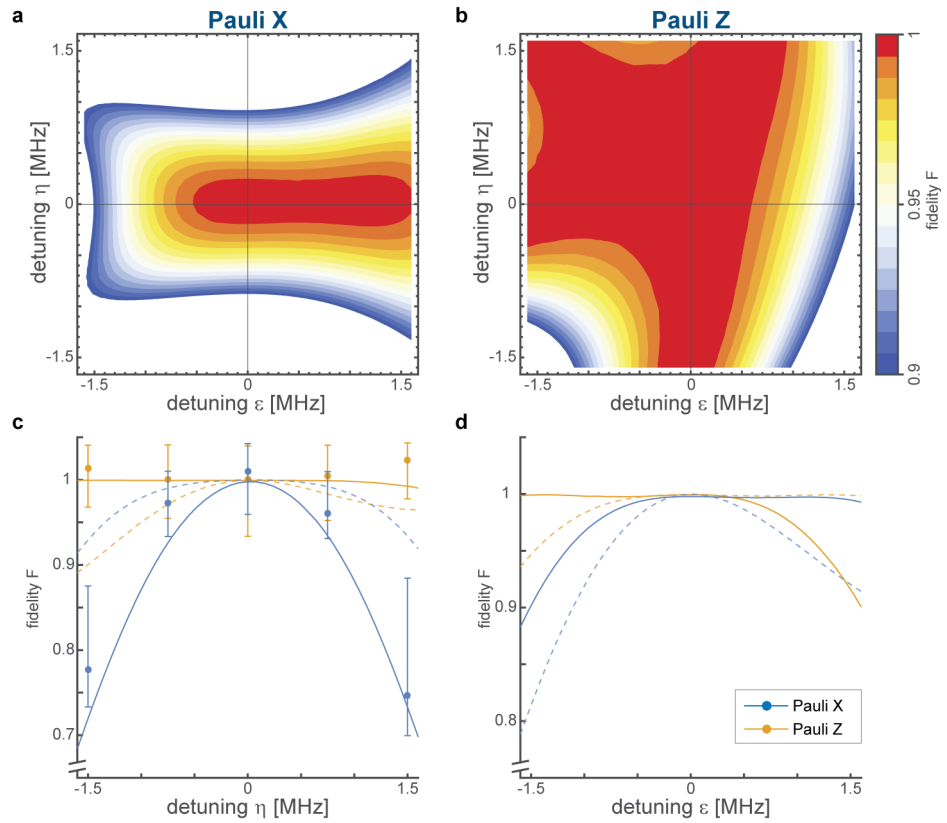 a
Pauli X
b
Pauli Z
1.5
0
-1.5
detuning η [MHz]
-1.5
0
1.5
detuning ε [MHz]
1.5
0
-1.5
detuning η [MHz]
-1.5
0
1.5
detuning ε [MHz]
1
0.95
0.9
fidelity F
c
1
0.9
0.8
0.7
fidelity F
-1.5
0
1.5
detuning η [MHz]
d
1
0.9
0.8
fidelity F
-1.5
0
1.5
detuning ε [MHz]
Pauli X
Pauli Z